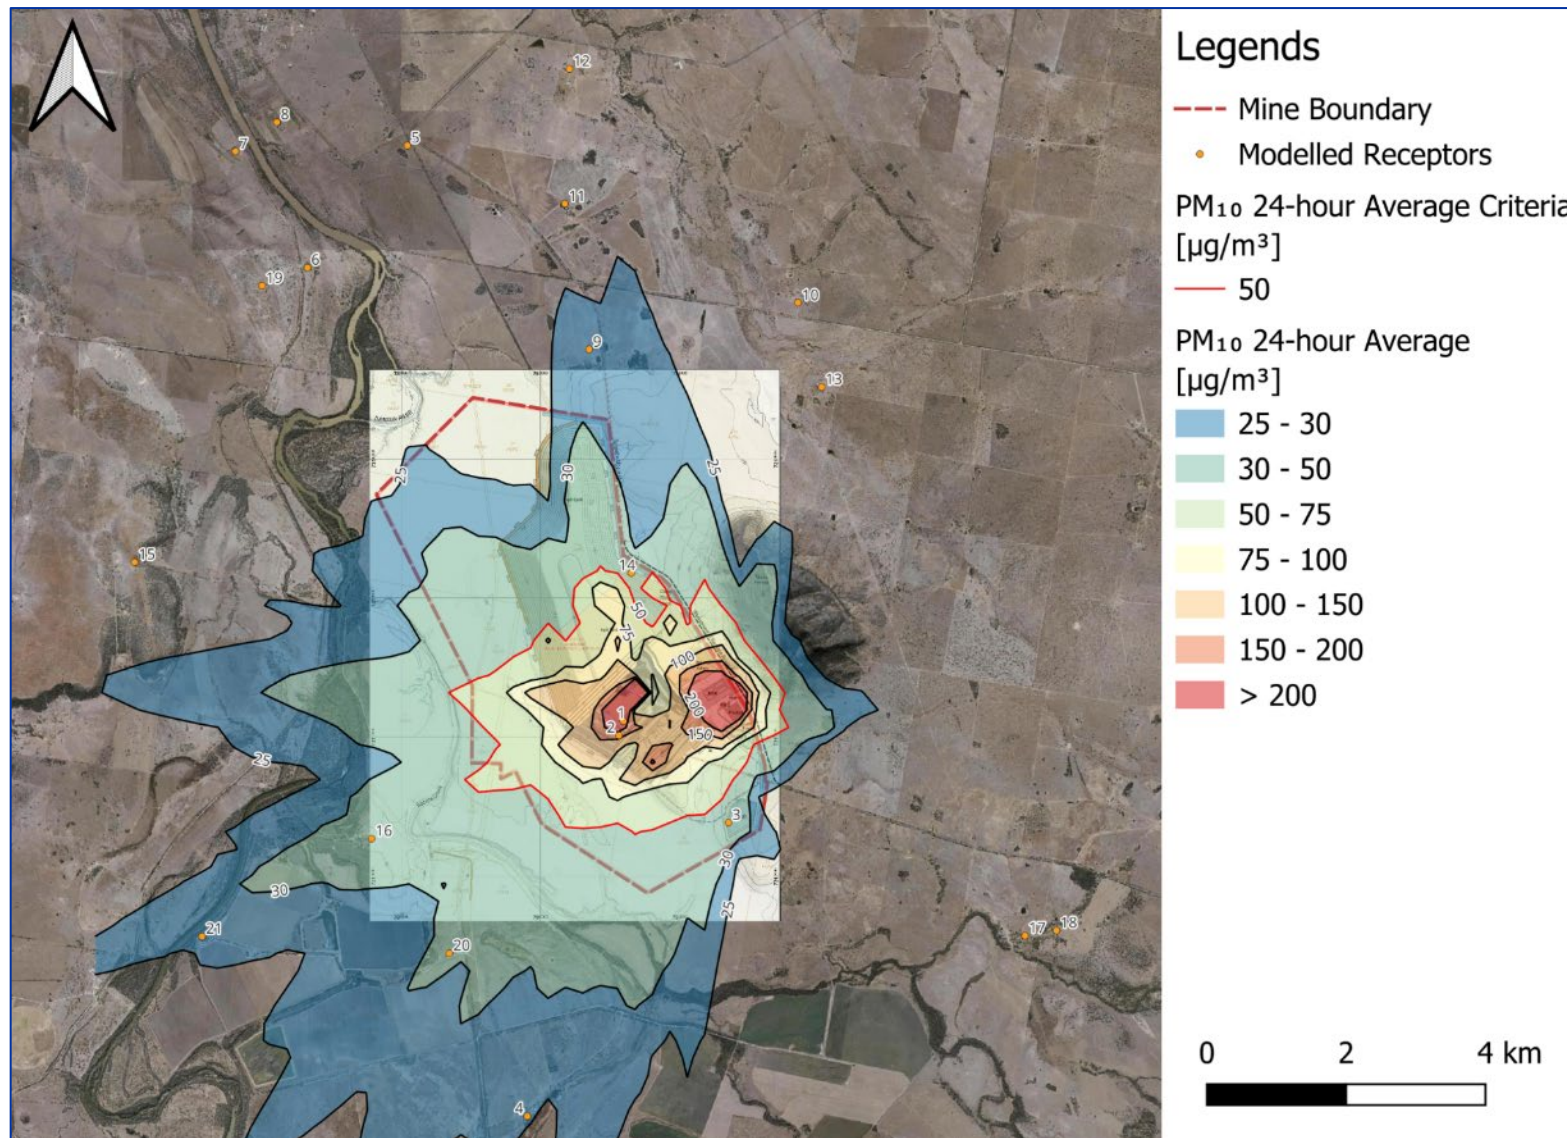 Legends
Mine Boundary
Modelled Receptors
PM₁₀ 24-hour Average Criteria
[µg/m³]
50
PM₁₀ 24-hour Average
[µg/m³]
25 - 30
30 - 50
50 - 75
75 - 100
100 - 150
150 - 200
> 200
0 2 4 km
12
8
5
7
11
6
19
10
9
13
25
30
25
15
14
50
75
100
200
1
2
150
25
3
16
30
30
25
21
20
17
18
4